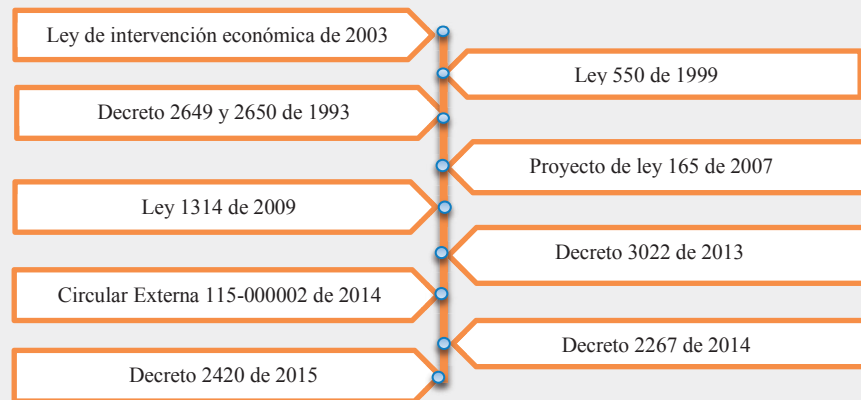 Ley de intervención económica de 2003
Ley 550 de 1999
Decreto 2649 y 2650 de 1993
Proyecto de ley 165 de 2007
Ley 1314 de 2009
Decreto 3022 de 2013
Circular Externa 115-000002 de 2014
Decreto 2267 de 2014
Decreto 2420 de 2015